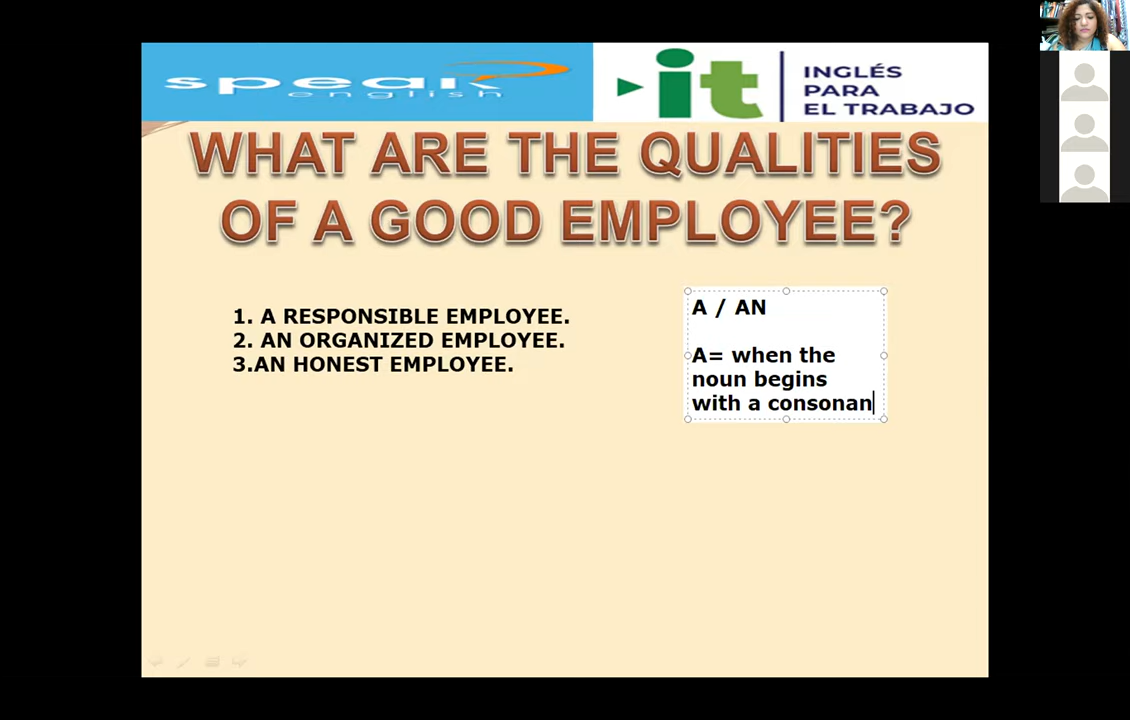 speak
english
it
INGLÉS
PARA
EL TRABAJO
WHAT ARE THE QUALITIES
OF A GOOD EMPLOYEE?
1. A RESPONSIBLE EMPLOYEE.
2. AN ORGANIZED EMPLOYEE.
3.AN HONEST EMPLOYEE.
A / AN
A= when the
noun begins
with a consonan